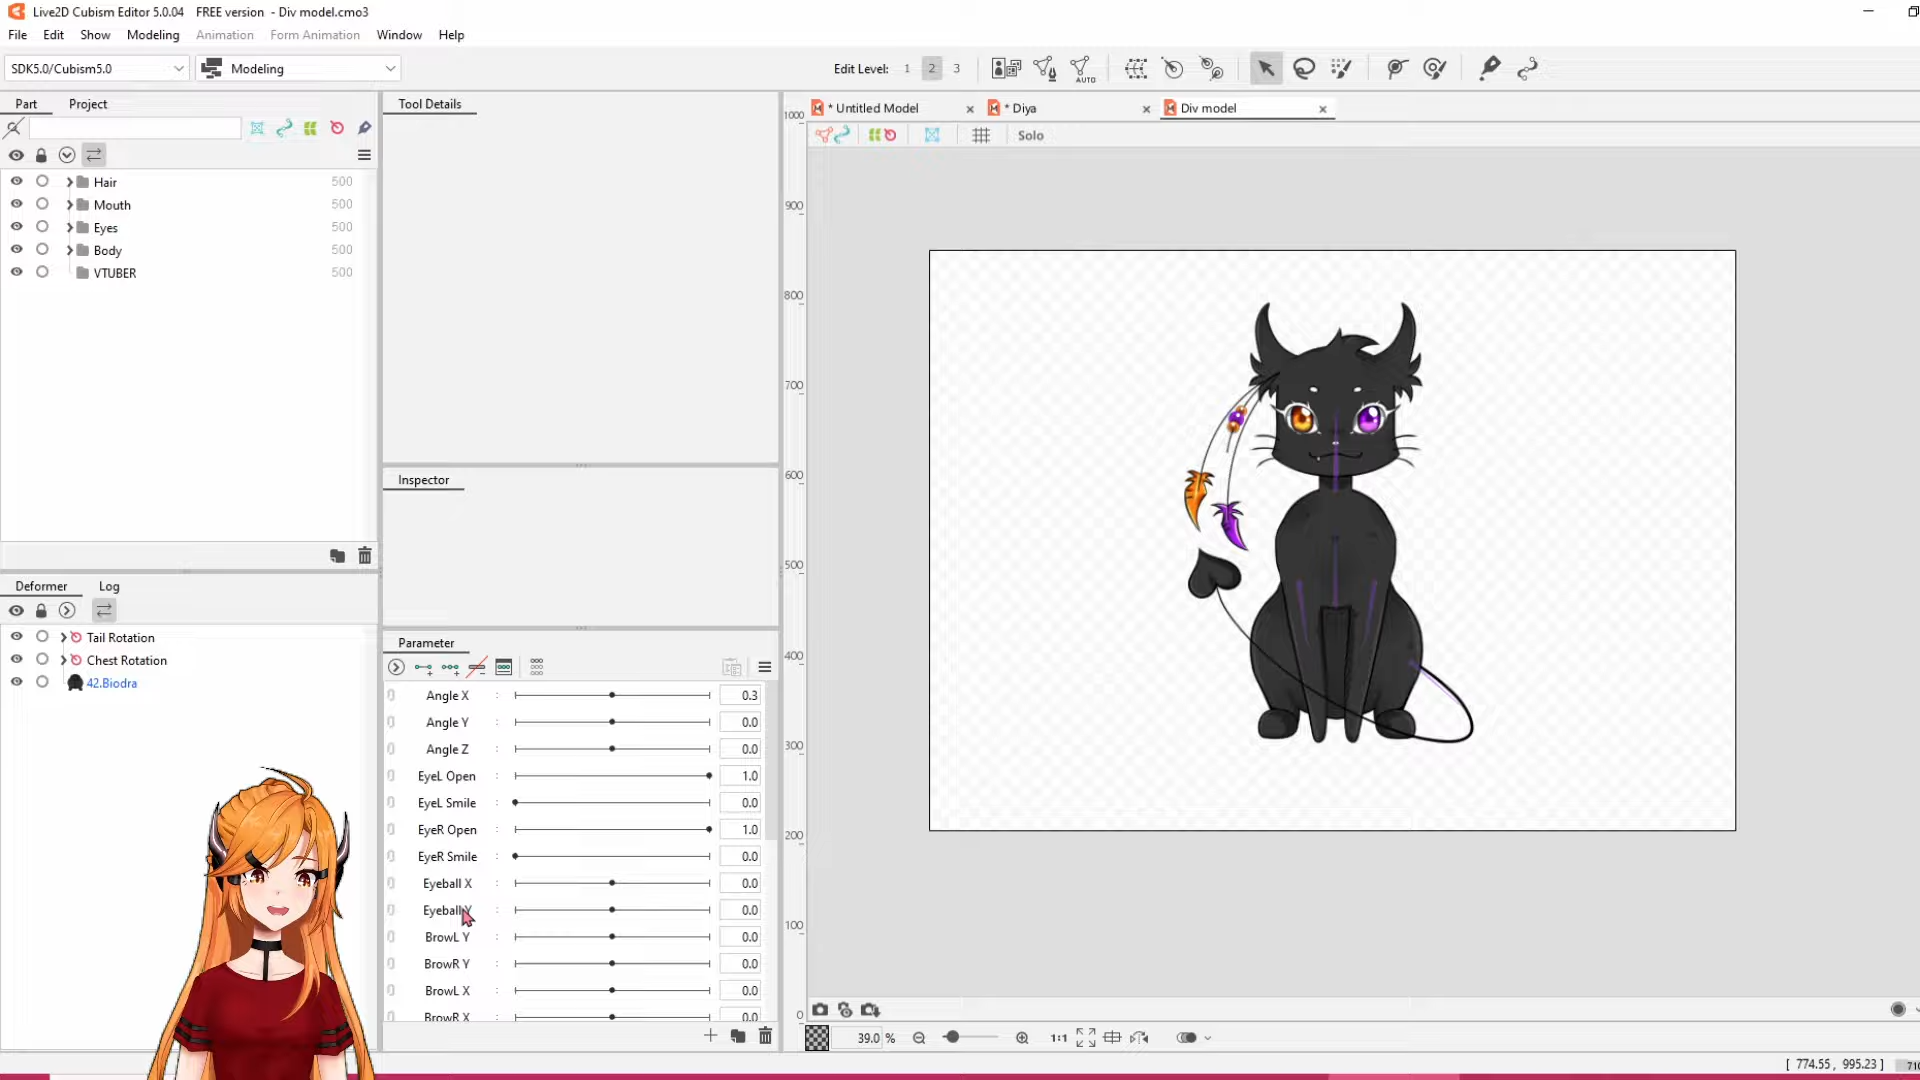 Live2D Cubism Editor 5.0.04 FREE version - Div model.cmo3
File Edit Show Modeling Animation Form Animation Window Help
SDK5.0/Cubism5.0 Modeling Edit Level: 1 2 3 AUTO
Part Project Tool Details * Untitled Model * Diya Div model
Solo
Hair 500
Mouth 500
Eyes 500
Body 500
VTUBER 500
Inspector
Deformer Log
Tail Rotation
Chest Rotation
42.Biodra
Parameter
Angle X : 0.3
Angle Y : 0.0
Angle Z : 0.0
EyeL Open : 1.0
EyeL Smile : 0.0
EyeR Open : 1.0
EyeR Smile : 0.0
Eyeball X : 0.0
Eyeball Y : 0.0
BrowL Y : 0.0
BrowR Y : 0.0
BrowL X : 0.0
BrowR X : 0.0
1000
900
800
700
600
500
400
300
200
100
0
39.0 % 1:1
[ 774.55, 995.23 ] 710